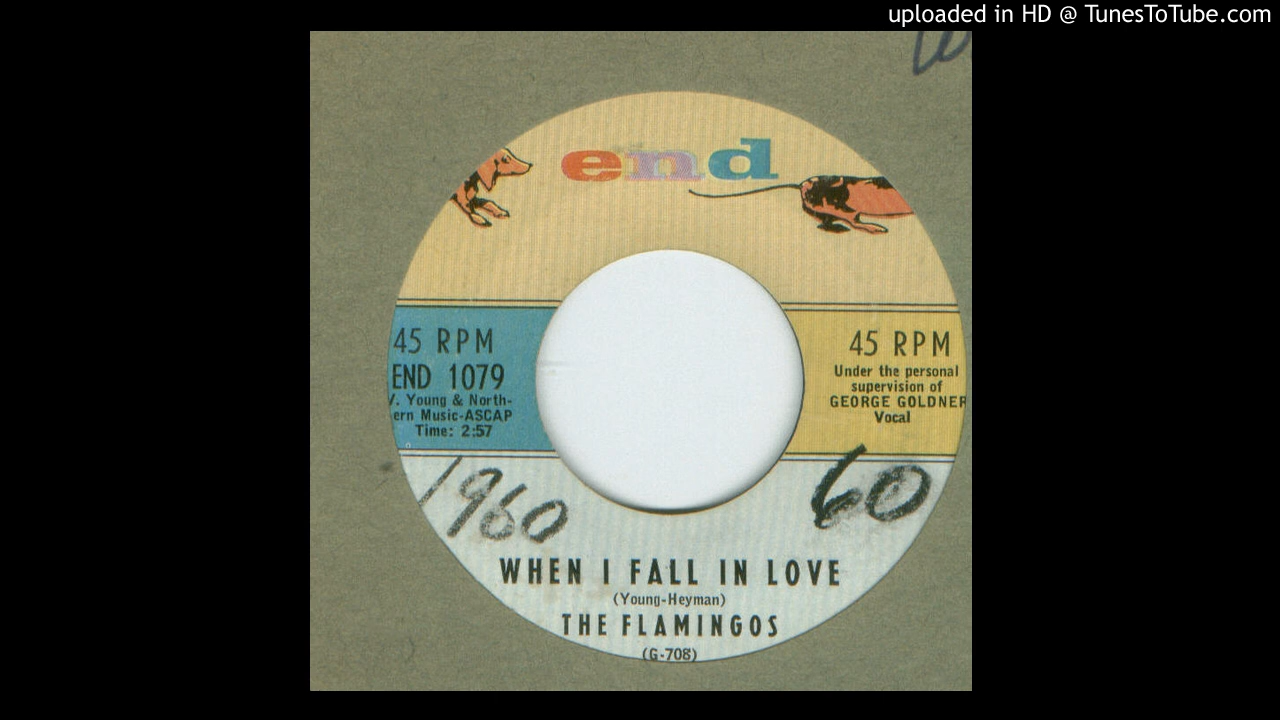 uploaded in HD @ TunesToTube.com
end
45 RPM
END 1079
V. Young & North-
ern Music-ASCAP
Time: 2:57
45 RPM
Under the personal
supervision of
GEORGE GOLDNER
Vocal
1960
60
WHEN I FALL IN LOVE
(Young-Heyman)
THE FLAMINGOS
(G-708)